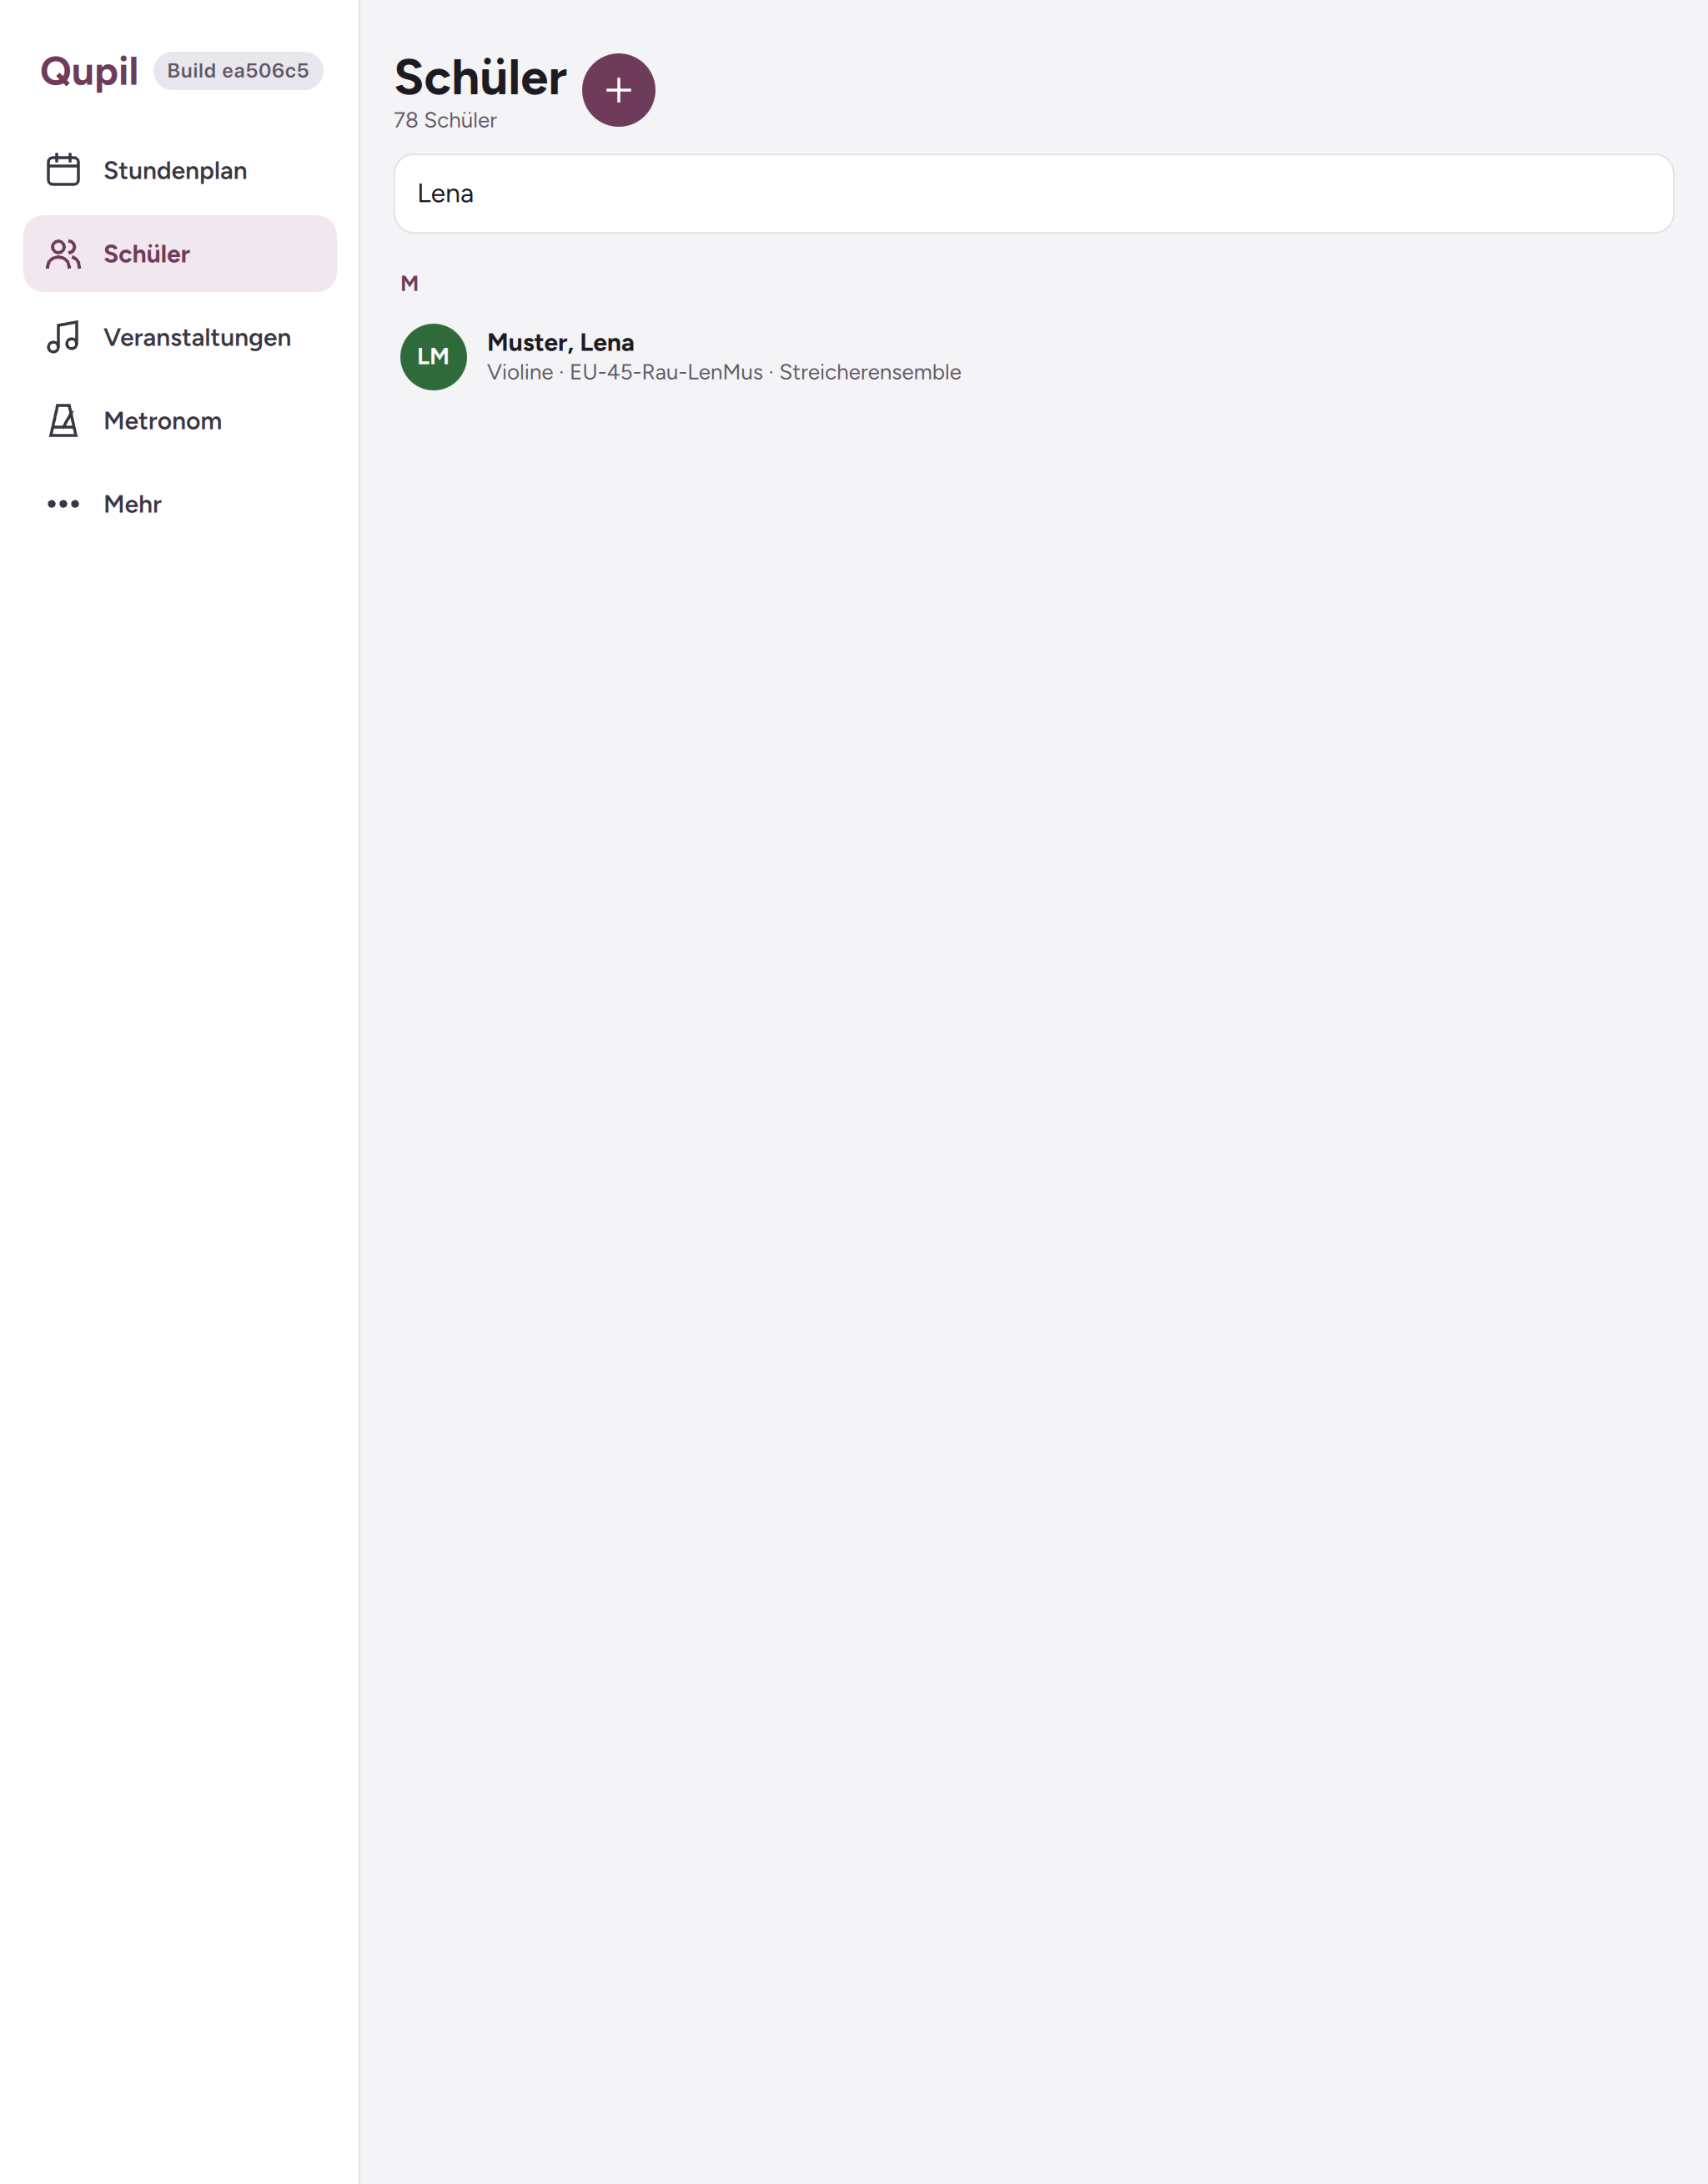 Qupil
Build ea506c5
Stundenplan
Schüler
Veranstaltungen
Metronom
Mehr
Schüler
78 Schüler
Lena
M
LM
Muster, Lena
Violine · EU-45-Rau-LenMus · Streicherensemble